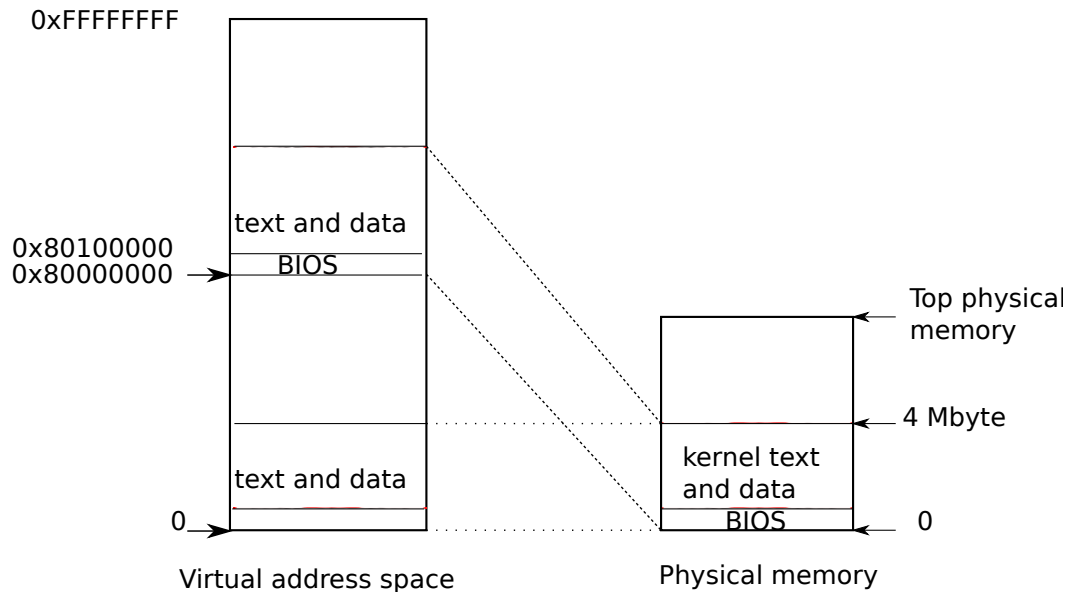 0xFFFFFFFF
text and data
0x80100000
BIOS
0x80000000
Top physical
memory
4 Mbyte
kernel text
and data
text and data
0
BIOS
0
Virtual address space
Physical memory